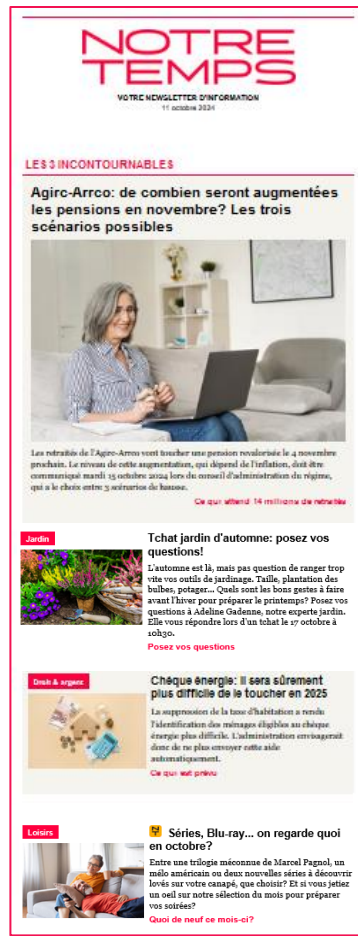 NOTRE
TEMPS
VOTRE NEWSLETTER D'INFORMATION
11 octobre 2024
LES 3 INCONTOURNABLES
Agirc-Arrco: de combien seront augmentées
les pensions en novembre? Les trois
scénarios possibles
Les retraités de l'Agirc-Arrco vont toucher une pension revalorisée le 4 novembre
prochain. Le niveau de cette augmentation, qui dépend de l'inflation, doit être
communiqué mardi 15 octobre 2024 lors du conseil d'administration du régime,
qui a le choix entre 3 scénarios de hausse.
Ce qui attend 14 millions de retraités
Jardin
Tchat jardin d'automne: posez vos
questions!
L'automne est là, mais pas question de ranger trop
vite vos outils de jardinage. Taille, plantation des
bulbes, potager... Quels sont les bons gestes à faire
avant l'hiver pour préparer le printemps? Posez vos
questions à Adeline Gadenne, notre experte jardin.
Elle vous répondre lors d'un tchat le 17 octobre à
10h30.
Posez vos questions
Droit & argent
Chèque énergie: il sera sûrement
plus difficile de le toucher en 2025
La suppression de la taxe d'habitation a rendu
l'identification des ménages éligibles au chèque
énergie plus difficile. L'administration envisagerait
donc de ne plus envoyer cette aide
automatiquement.
Ce qui est prévu
Loisirs
Séries, Blu-ray... on regarde quoi
en octobre?
Entre une trilogie méconnue de Marcel Pagnol, un
mélo américain ou deux nouvelles séries à découvrir
lovés sur votre canapé, que choisir? Et si vous jetiez
un oeil sur notre sélection du mois pour préparer
vos soirées?
Quoi de neuf ce mois-ci?